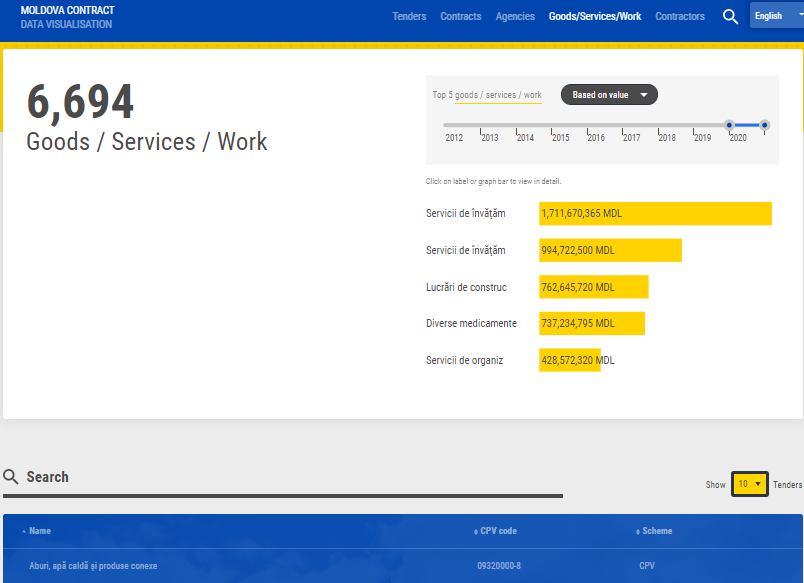 MOLDOVA CONTRACT
DATA VISUALISATION
Tenders Contracts Agencies Goods/Services/Work Contractors English
6,694
Goods / Services / Work
Top 5 goods / services / work Based on value
2012 2013 2014 2015 2016 2017 2018 2019 2020
Click on label or graph bar to view in detail.
Servicii de învăţăm 1,711,670,365 MDL
Servicii de învăţăm 994,722,500 MDL
Lucrări de construc 762,645,720 MDL
Diverse medicamente 737,234,795 MDL
Servicii de organiz 428,572,320 MDL
Search
Show 10 Tenders
Name CPV code Scheme
Aburi, apă caldă şi produse conexe 09320000-8 CPV